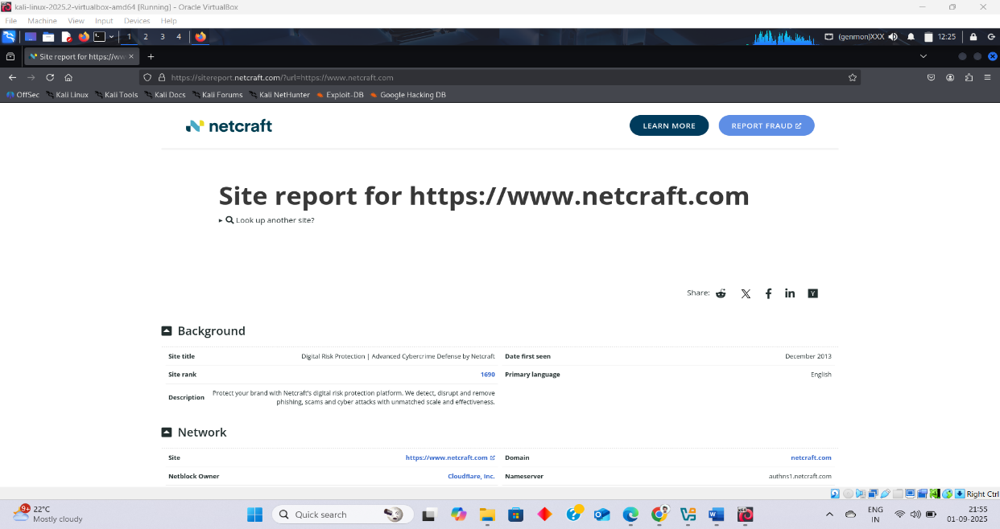 kali-linux-2025.2-virtualbox-amd64 [Running] - Oracle VirtualBox
File Machine View Input Devices Help
1 2 3 4 (genmon)XXX 12:25
Site report for https://ww
https://sitereport.netcraft.com/?url=https://www.netcraft.com
OffSec Kali Linux Kali Tools Kali Docs Kali Forums Kali NetHunter Exploit-DB Google Hacking DB
netcraft LEARN MORE REPORT FRAUD
Site report for https://www.netcraft.com
Look up another site?
Share:
Background
Site title Digital Risk Protection | Advanced Cybercrime Defense by Netcraft Date first seen December 2013
Site rank 1690 Primary language English
Description Protect your brand with Netcraft's digital risk protection platform. We detect, disrupt and remove
phishing, scams and cyber attacks with unmatched scale and effectiveness.
Network
Site https://www.netcraft.com Domain netcraft.com
Netblock Owner Cloudflare, Inc. Nameserver authns1.netcraft.com
Right Ctrl
9+ 22°C
Mostly cloudy
Quick search
ENG
IN
21:55
01-09-2025